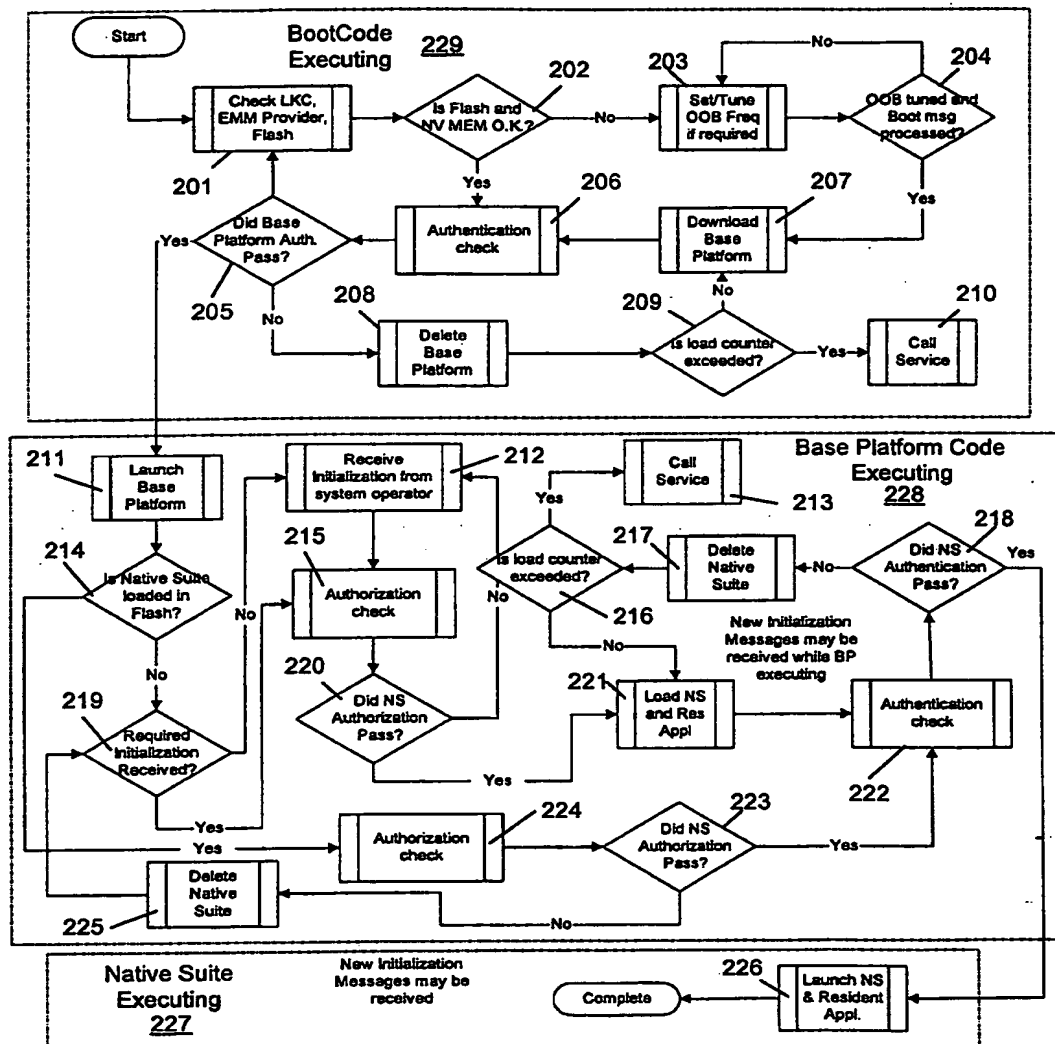 Start
BootCode
Executing 229
202
203
No
204
Check LKC,
EMM Provider,
Flash
Is Flash and
NV MEM O.K.?
No
Set/Tune
OOB Freq
if required
OOB tuned and
Boot msg
processed?
201
Yes
206
207
Yes
Yes
Did Base
Platform Auth.
Pass?
Authentication
check
Download
Base
Platform
205
No
208
Delete
Base
Platform
209
No
Is load counter
exceeded?
Yes
210
Call
Service
Base Platform Code
Executing
228
211
Launch
Base
Platform
Receive
Initialization from
system operator
212
Yes
Call
Service
213
214
Is Native Suite
loaded in
Flash?
No
215
Authorization
check
Is load counter
exceeded?
No
216
217
Delete
Native
Suite
No
218
Did NS
Authentication
Pass?
Yes
No
219
Required
Initialization
Received?
220
Did NS
Authorization
Pass?
No
New Initialization
Messages may be
received while BP
executing
221
Load NS
and Res
Appl
Authentication
check
222
Yes
Yes
Yes
Authorization
check
224
Did NS
Authorization
Pass?
223
Yes
Delete
Native
Suite
225
No
Native Suite
Executing
227
New Initialization
Messages may be
received
Complete
226
Launch NS
& Resident
Appl.